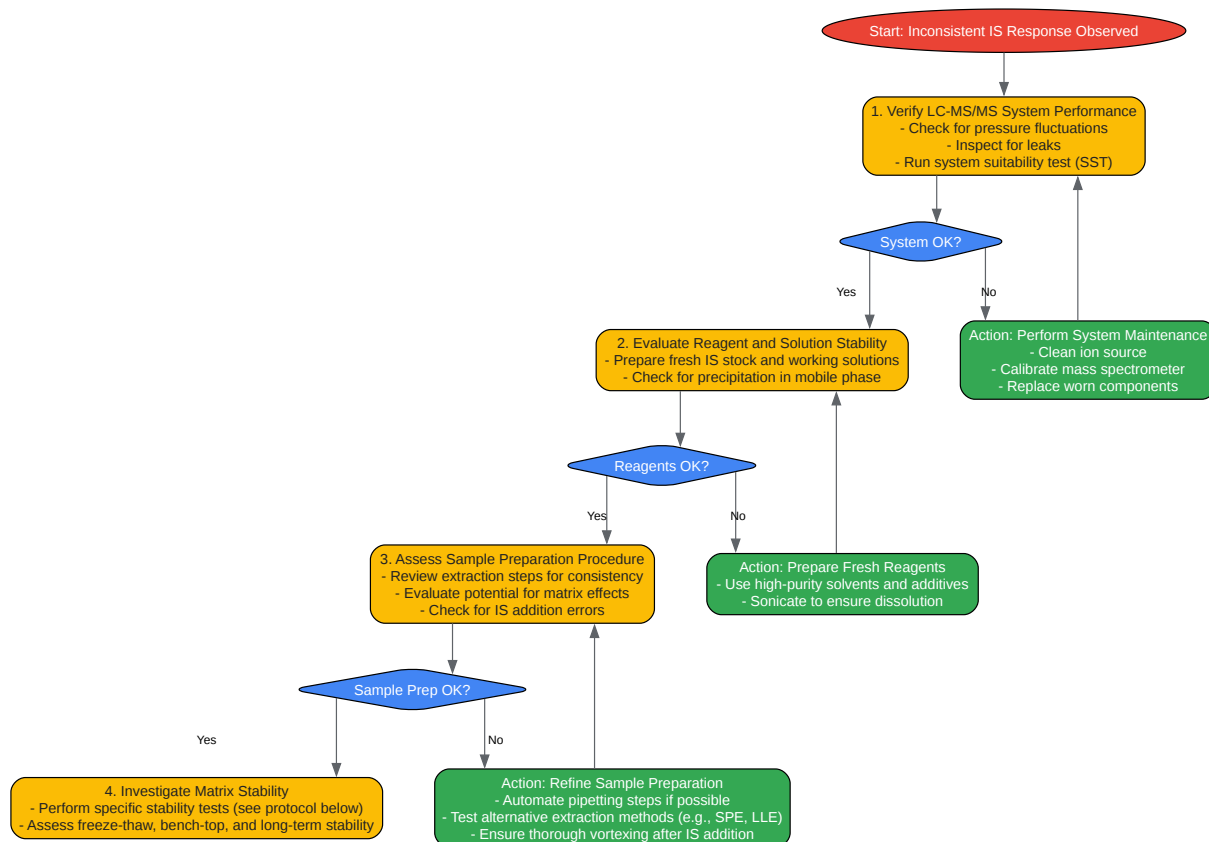 Start: Inconsistent IS Response Observed
1. Verify LC-MS/MS System Performance
- Check for pressure fluctuations
- Inspect for leaks
- Run system suitability test (SST)
System OK?
Yes
No
2. Evaluate Reagent and Solution Stability
- Prepare fresh IS stock and working solutions
- Check for precipitation in mobile phase
Action: Perform System Maintenance
- Clean ion source
- Calibrate mass spectrometer
- Replace worn components
Reagents OK?
Yes
No
3. Assess Sample Preparation Procedure
- Review extraction steps for consistency
- Evaluate potential for matrix effects
- Check for IS addition errors
Action: Prepare Fresh Reagents
- Use high-purity solvents and additives
- Sonicate to ensure dissolution
Sample Prep OK?
Yes
No
4. Investigate Matrix Stability
- Perform specific stability tests (see protocol below)
- Assess freeze-thaw, bench-top, and long-term stability
Action: Refine Sample Preparation
- Automate pipetting steps if possible
- Test alternative extraction methods (e.g., SPE, LLE)
- Ensure thorough vortexing after IS addition